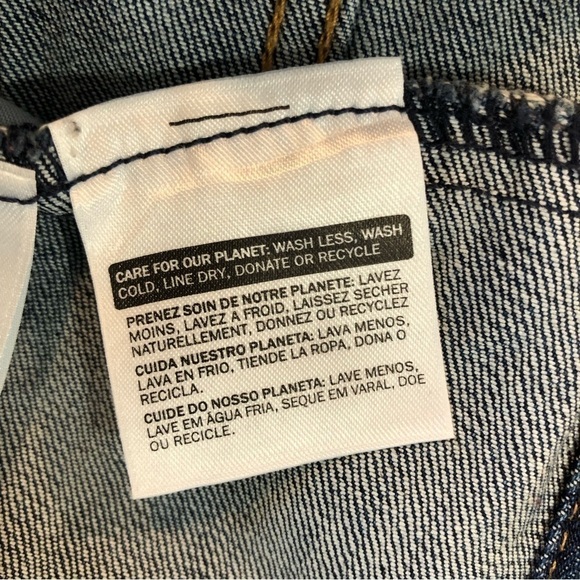 CARE FOR OUR PLANET: WASH LESS, WASH
COLD, LINE DRY, DONATE OR RECYCLE
PRENEZ SOIN DE NOTRE PLANETE: LAVEZ
MOINS, LAVEZ A FROID, LAISSEZ SECHER
NATURELLEMENT, DONNEZ OU RECYCLEZ
CUIDA NUESTRO PLANETA: LAVA MENOS,
LAVA EN FRIO, TIENDE LA ROPA, DONA O
RECICLA.
CUIDE DO NOSSO PLANETA: LAVE MENOS,
LAVE EM ÁGUA FRIA, SEQUE EM VARAL, DOE
OU RECICLE.